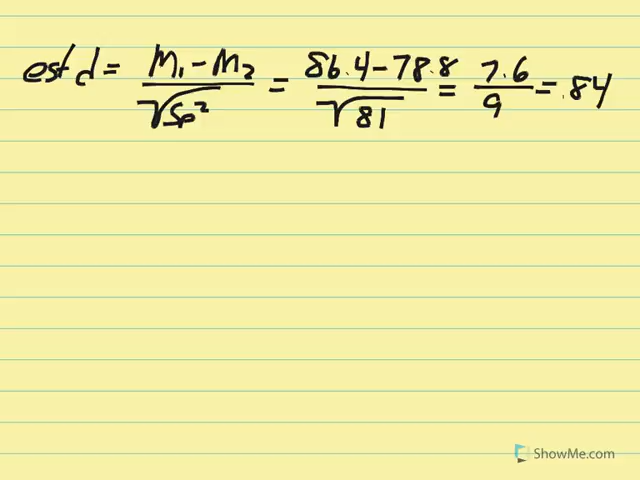 est d = M₁ - M₂ / √Sp² = 86.4 - 78.8 / √81 = 7.6 / 9 = .84
ShowMe.com